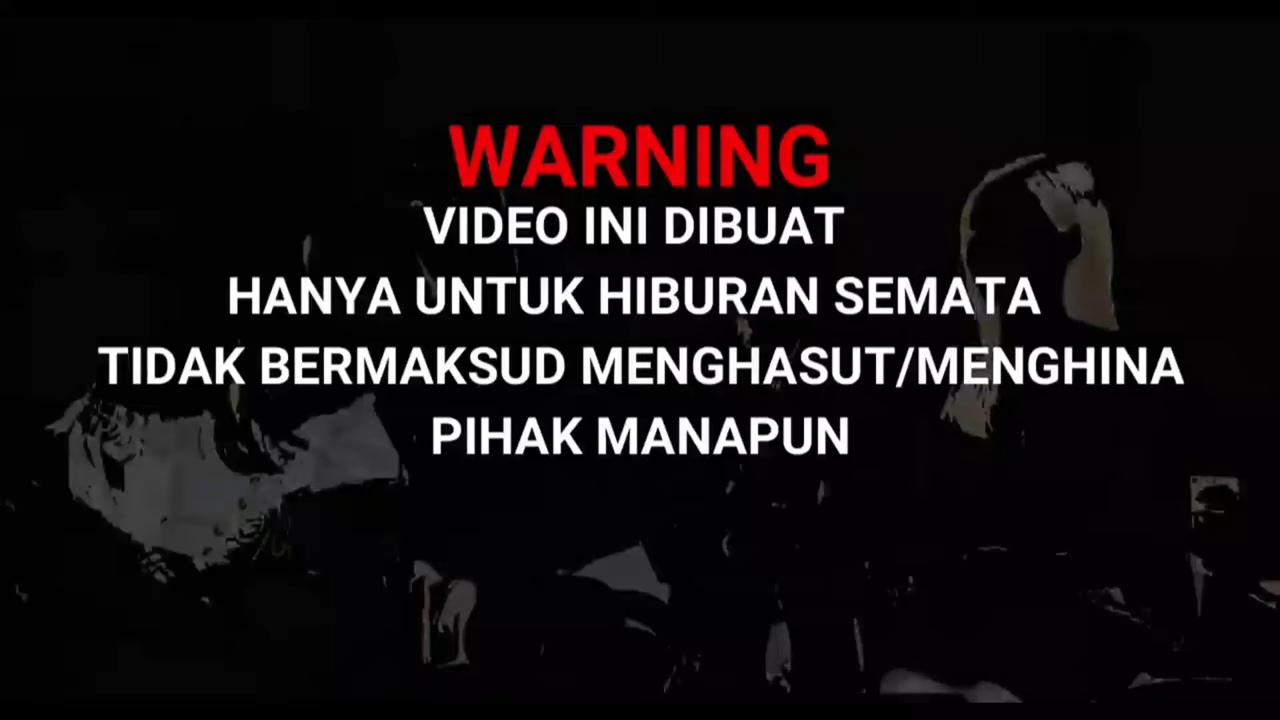 WARNING
VIDEO INI DIBUAT
HANYA UNTUK HIBURAN SEMATA
TIDAK BERMAKSUD MENGHASUT/MENGHINA
PIHAK MANAPUN